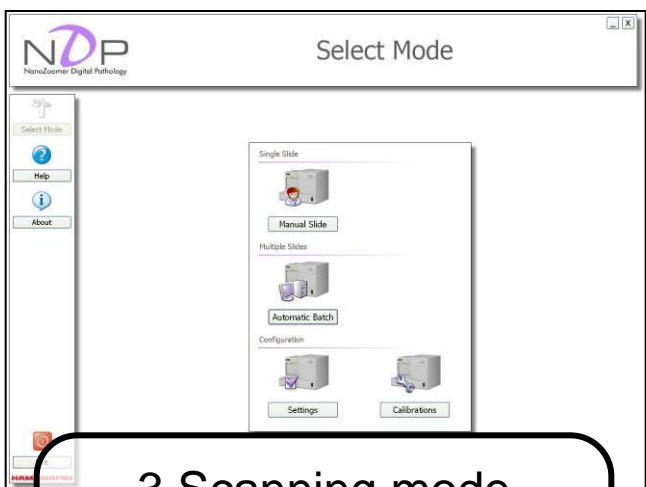 NDP
NanoZoomer Digital Pathology
Select Mode
_ X
Select Mode
Help
About
Single Slide
Manual Slide
Multiple Slides
Automatic Batch
Configuration
Settings
Calibrations
3 Scanning mode